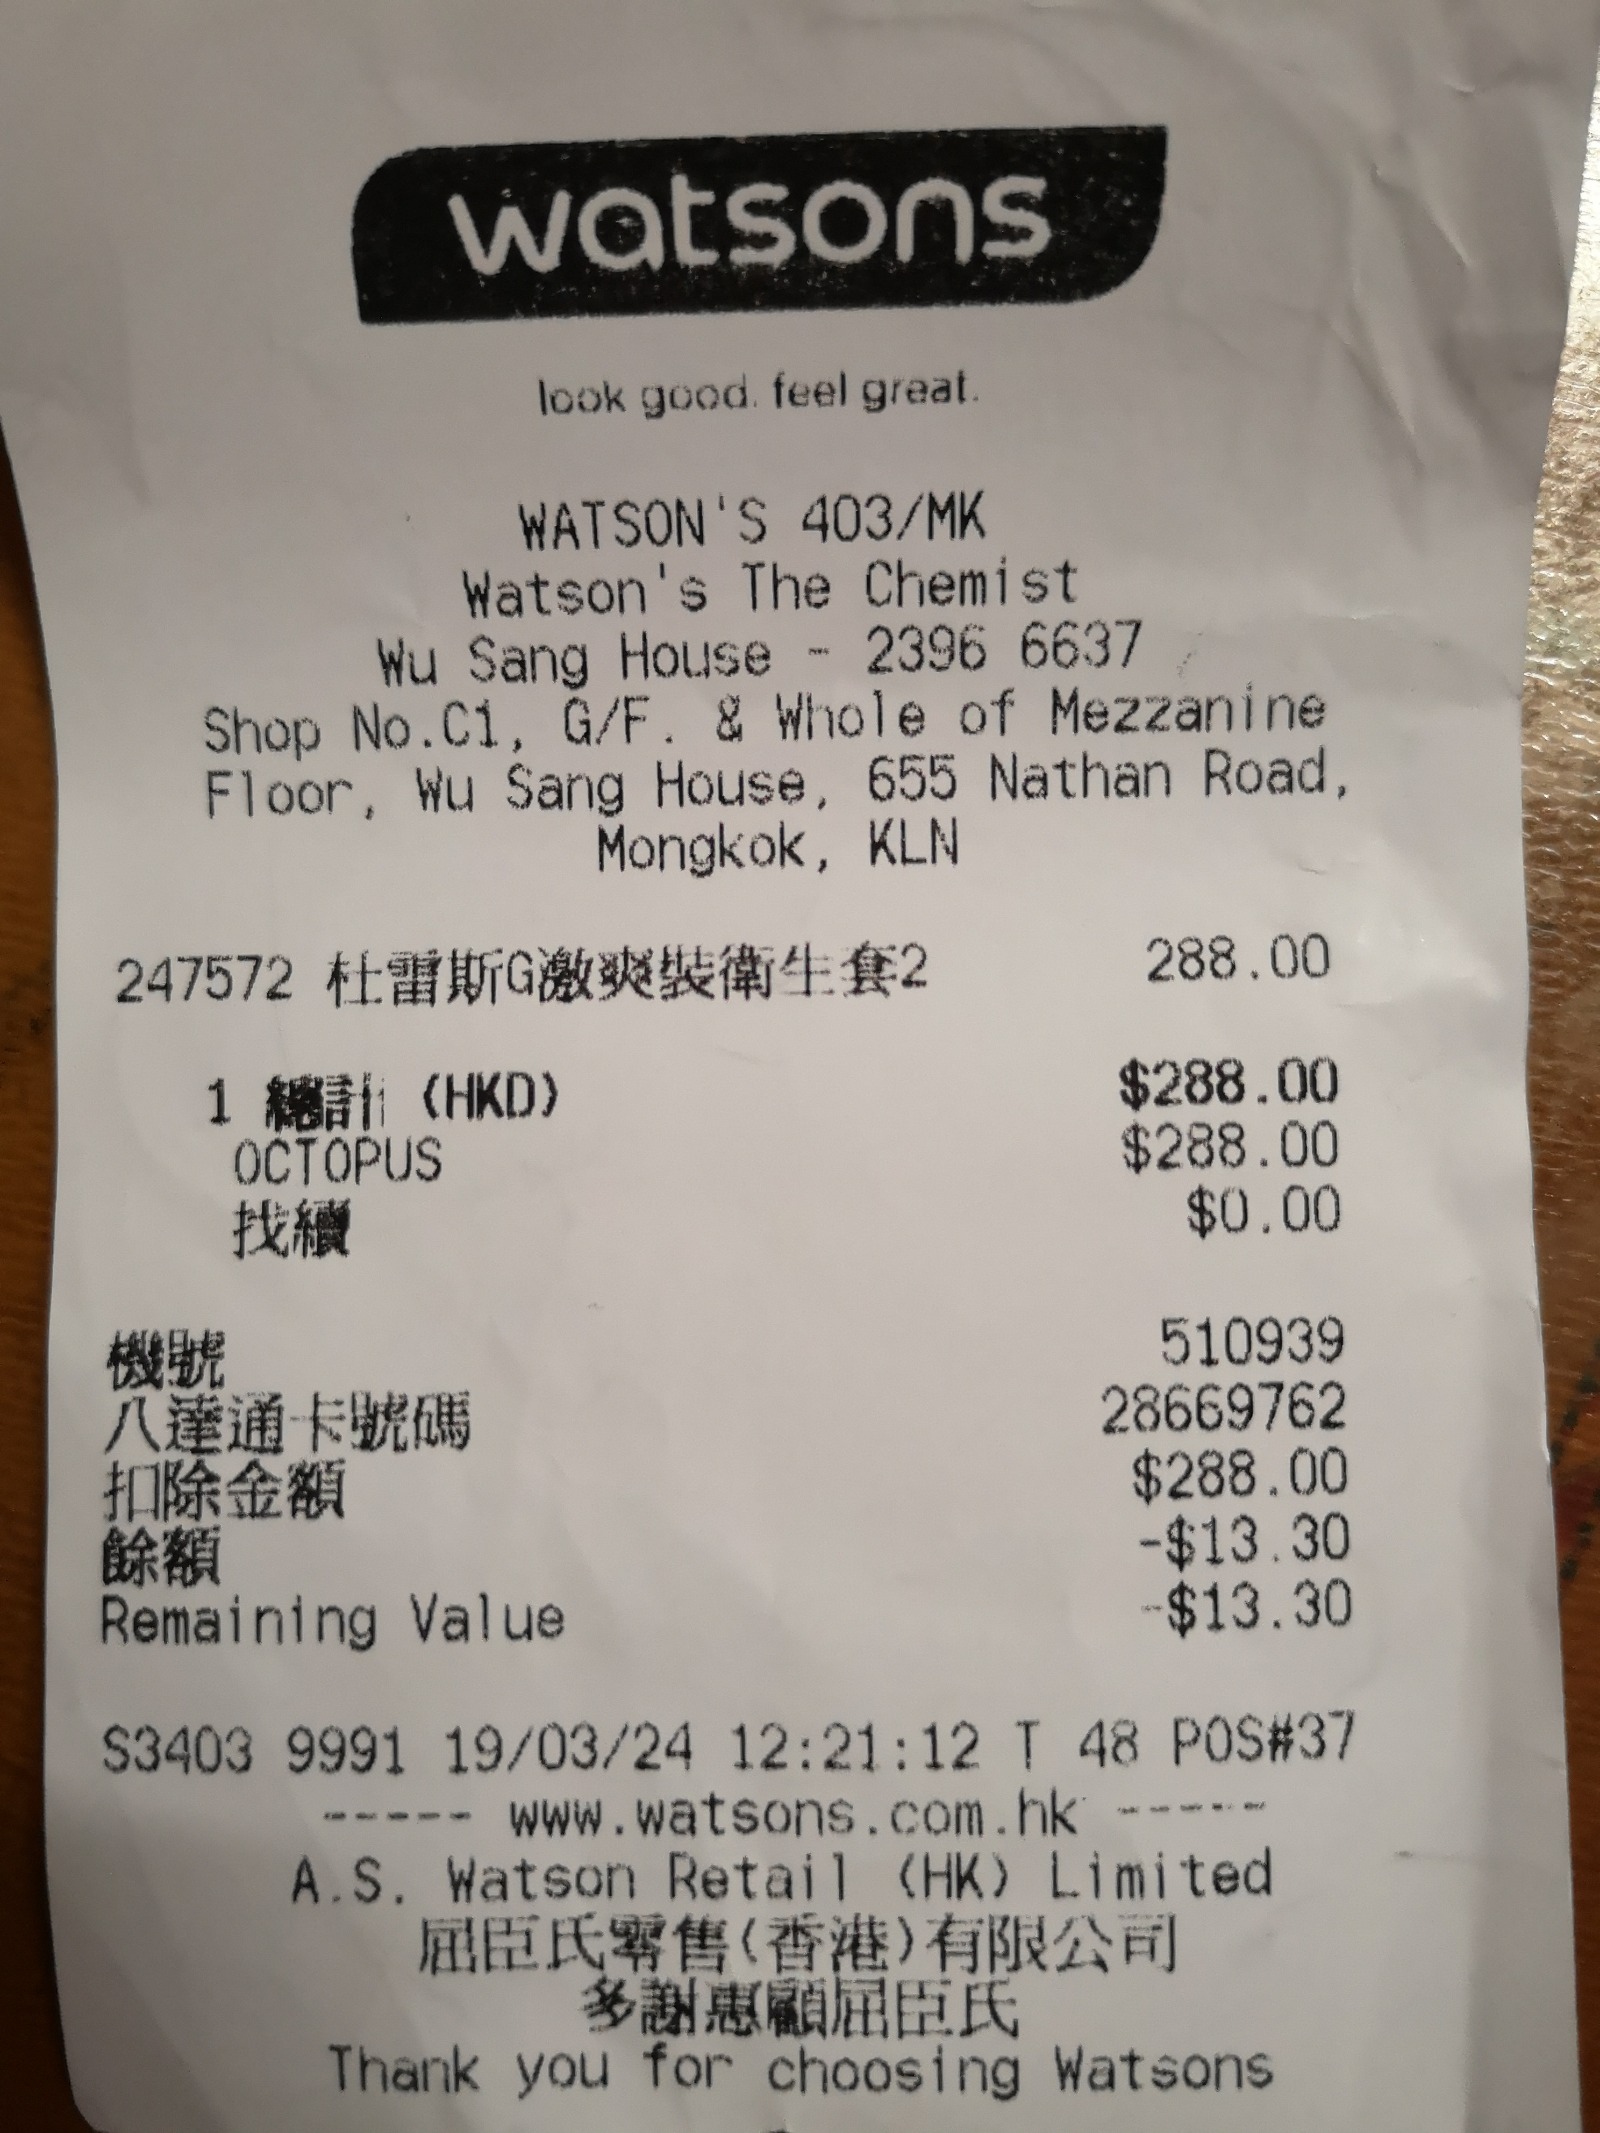 watsons
look good. feel great.
WATSON'S 403/MK
Watson's The Chemist
Wu Sang House - 2396 6637
Shop No.C1, G/F. & Whole of Mezzanine
Floor, Wu Sang House, 655 Nathan Road,
Mongkok, KLN
247572 杜雷斯G激爽裝衛生套2 288.00
1 總計 (HKD) $288.00
OCTOPUS $288.00
找續 $0.00
機號 510939
八達通卡號碼 28669762
扣除金額 $288.00
餘額 -$13.30
Remaining Value -$13.30
S3403 9991 19/03/24 12:21:12 T 48 POS#37
----- www.watsons.com.hk -----
A.S. Watson Retail (HK) Limited
屈臣氏零售(香港)有限公司
多謝惠顧屈臣氏
Thank you for choosing Watsons